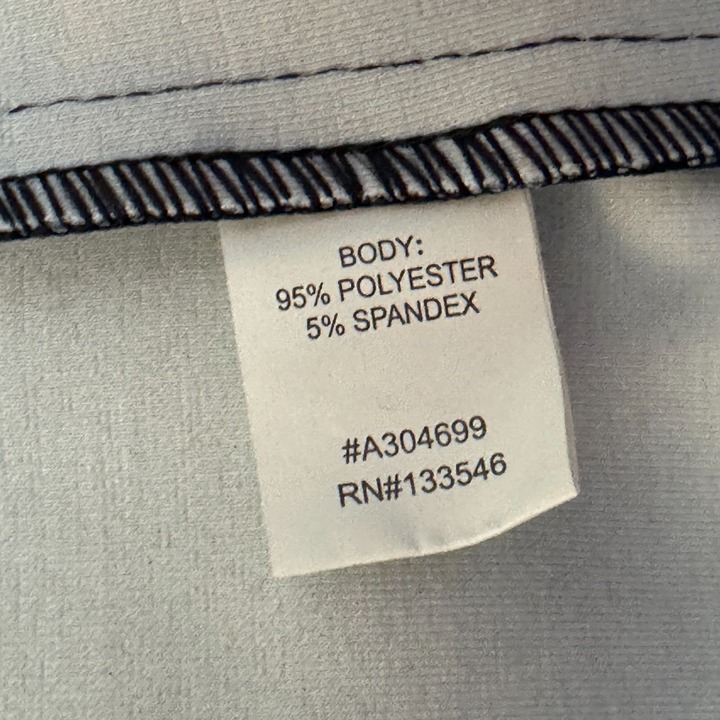 BODY:
95% POLYESTER
5% SPANDEX
#A304699
RN#133546